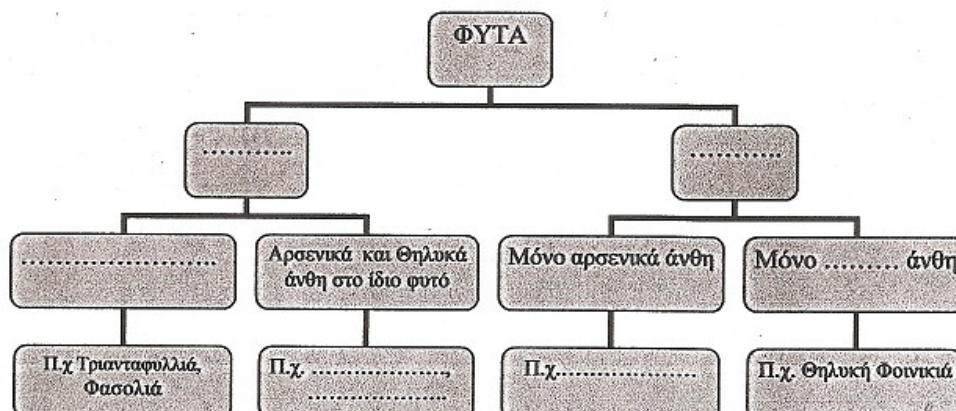 ΦΥΤΑ
............
............
..........................
Αρσενικά και Θηλυκά
άνθη στο ίδιο φυτό
Μόνο αρσενικά άνθη
Μόνο ......... άνθη
Π.χ Τριανταφυλλιά,
Φασολιά
Π.χ. ..................,
..................
Π.χ...................
Π.χ. Θηλυκή Φοινικιά